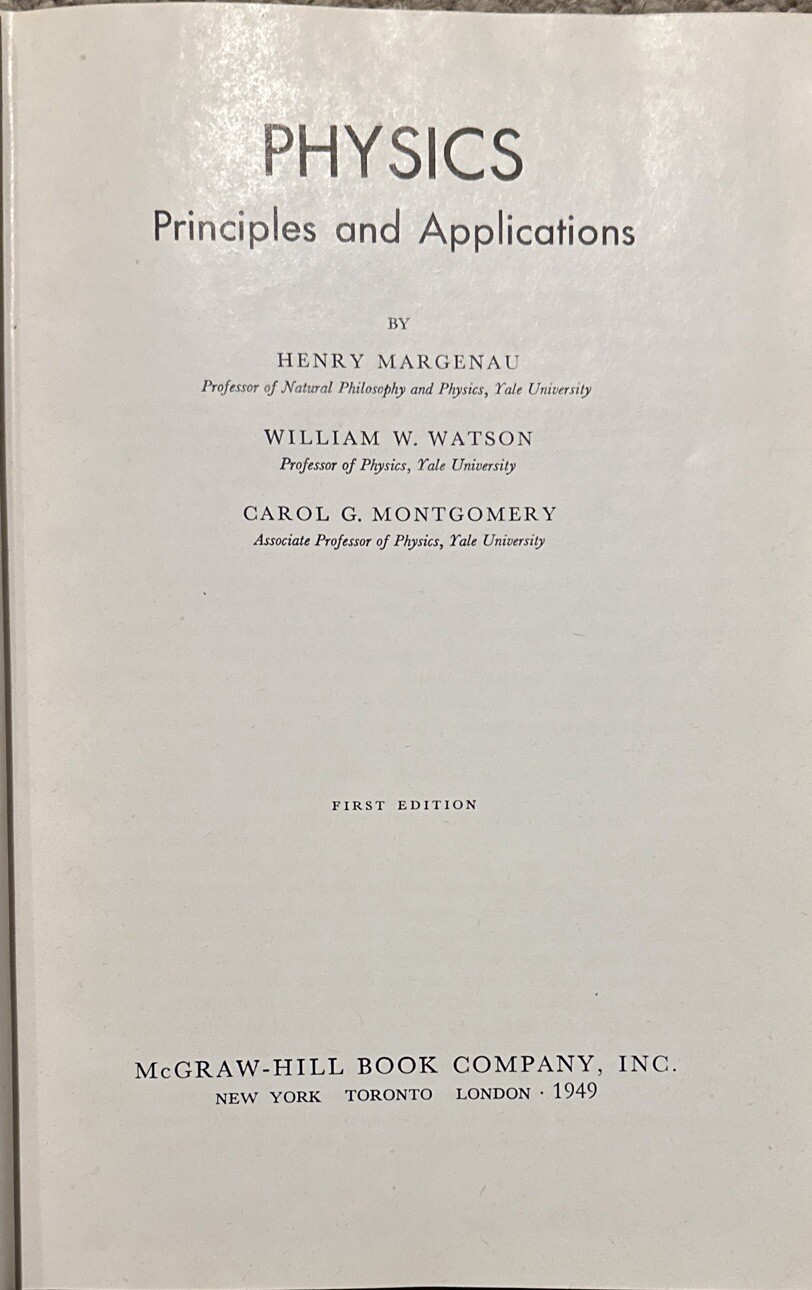 PHYSICS
Principles and Applications
BY
HENRY MARGENAU
Professor of Natural Philosophy and Physics, Yale University
WILLIAM W. WATSON
Professor of Physics, Yale University
CAROL G. MONTGOMERY
Associate Professor of Physics, Yale University
FIRST EDITION
McGRAW-HILL BOOK COMPANY, INC.
NEW YORK TORONTO LONDON · 1949